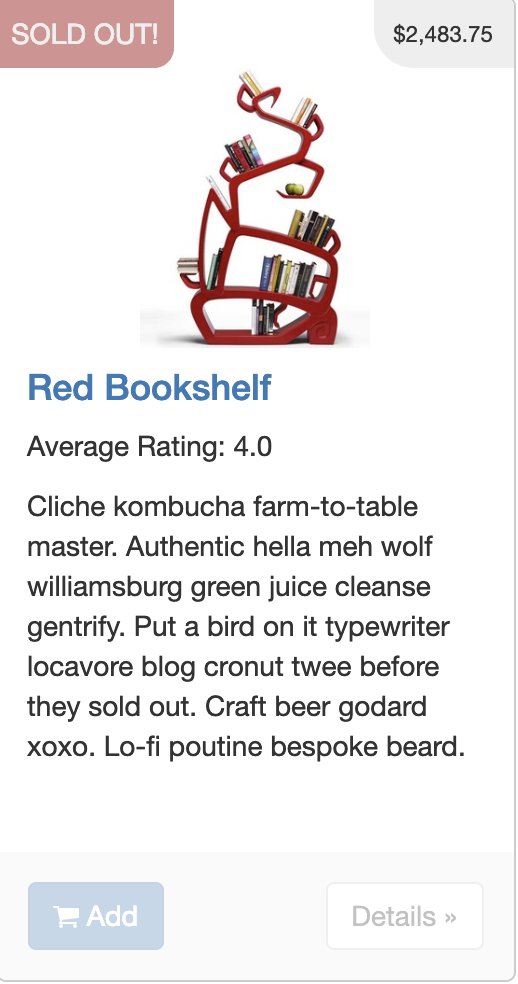 SOLD OUT!
$2,483.75
Red Bookshelf
Average Rating: 4.0
Cliche kombucha farm-to-table
master. Authentic hella meh wolf
williamsburg green juice cleanse
gentrify. Put a bird on it typewriter
locavore blog cronut twee before
they sold out. Craft beer godard
xoxo. Lo-fi poutine bespoke beard.
Add
Details »